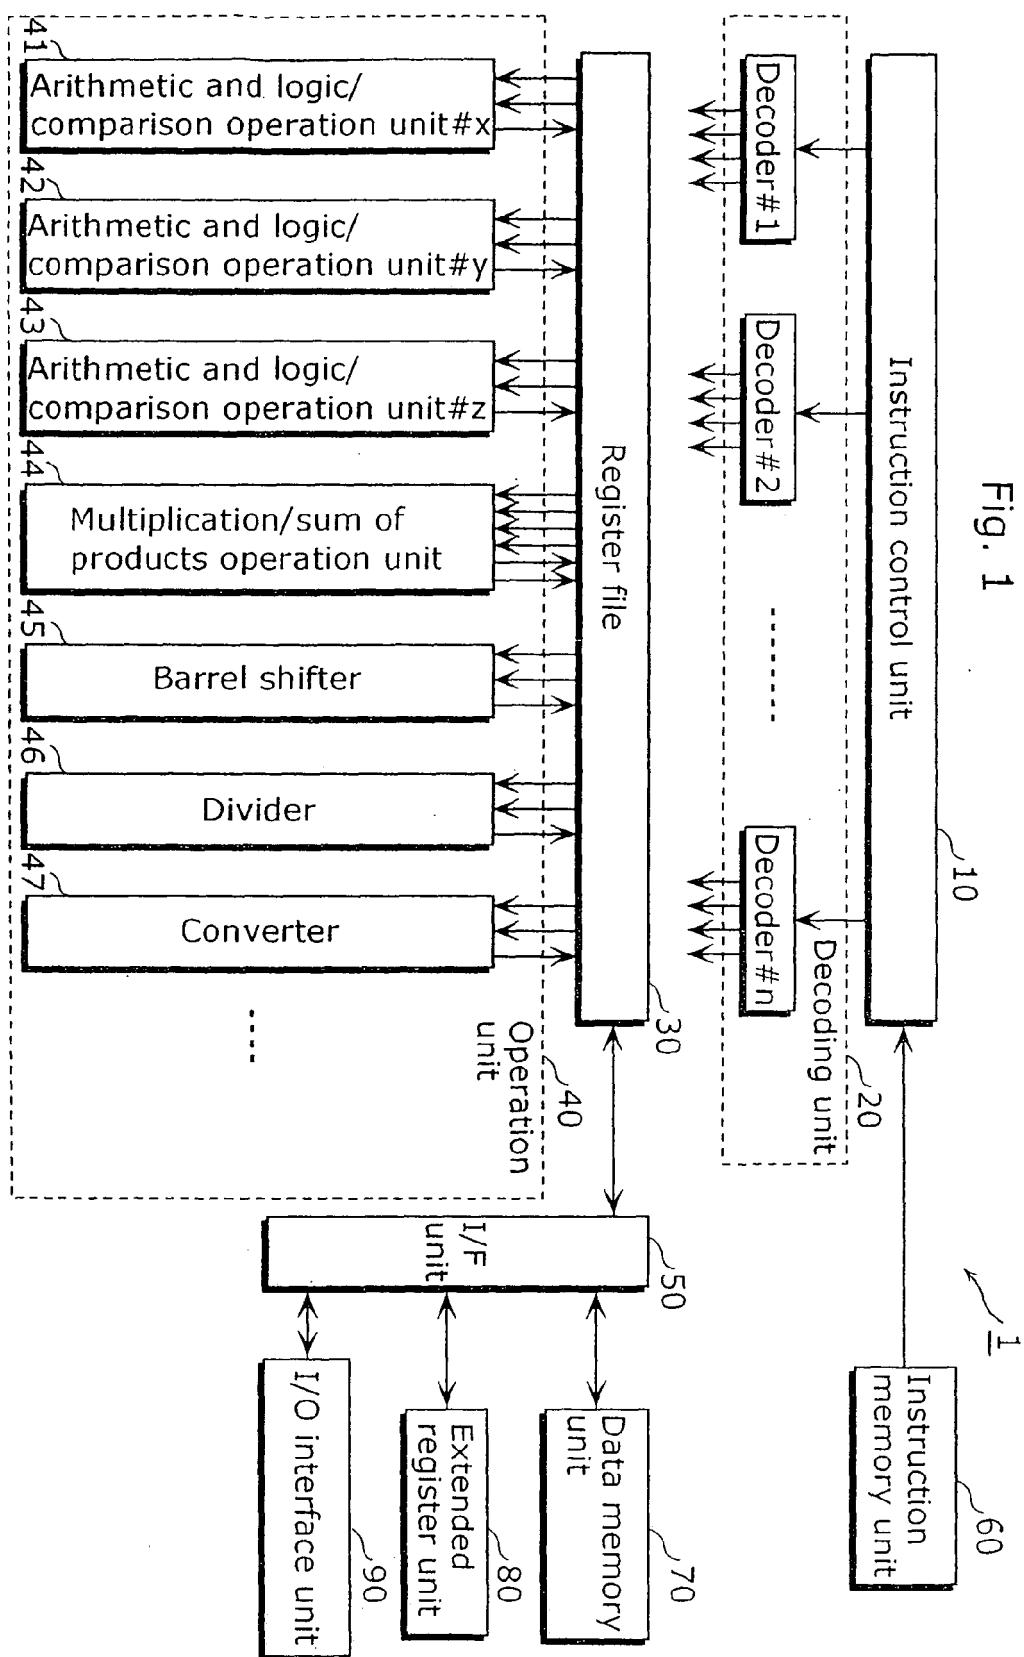 Fig. 1
1
Instruction
memory unit
60
Instruction control unit
10
Decoding unit
20
Decoder#1
Decoder#2
Decoder#n
Register file
30
Operation
unit
40
41
Arithmetic and logic/
comparison operation unit#x
42
Arithmetic and logic/
comparison operation unit#y
43
Arithmetic and logic/
comparison operation unit#z
44
Multiplication/sum of
products operation unit
45
Barrel shifter
46
Divider
47
Converter
I/F
unit
50
Data memory
unit
70
Extended
register unit
80
I/O interface unit
90